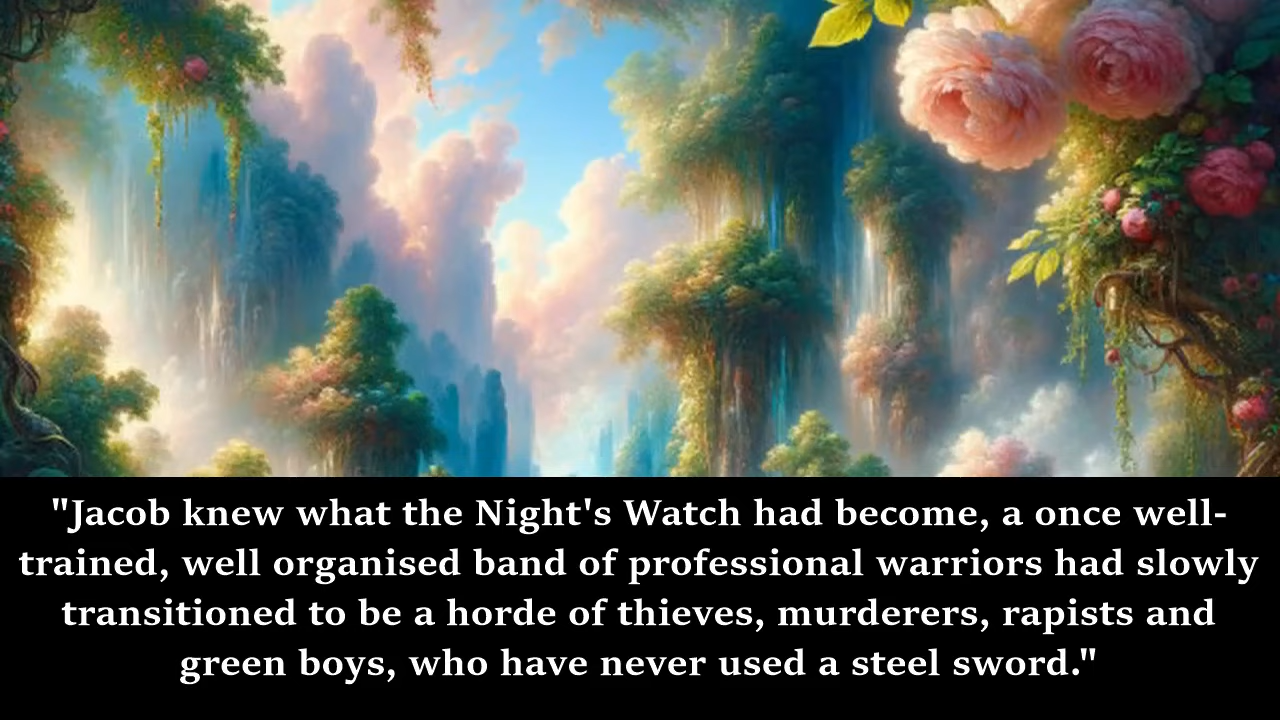 "Jacob knew what the Night's Watch had become, a once well-
trained, well organised band of professional warriors had slowly
transitioned to be a horde of thieves, murderers, rapists and
green boys, who have never used a steel sword."